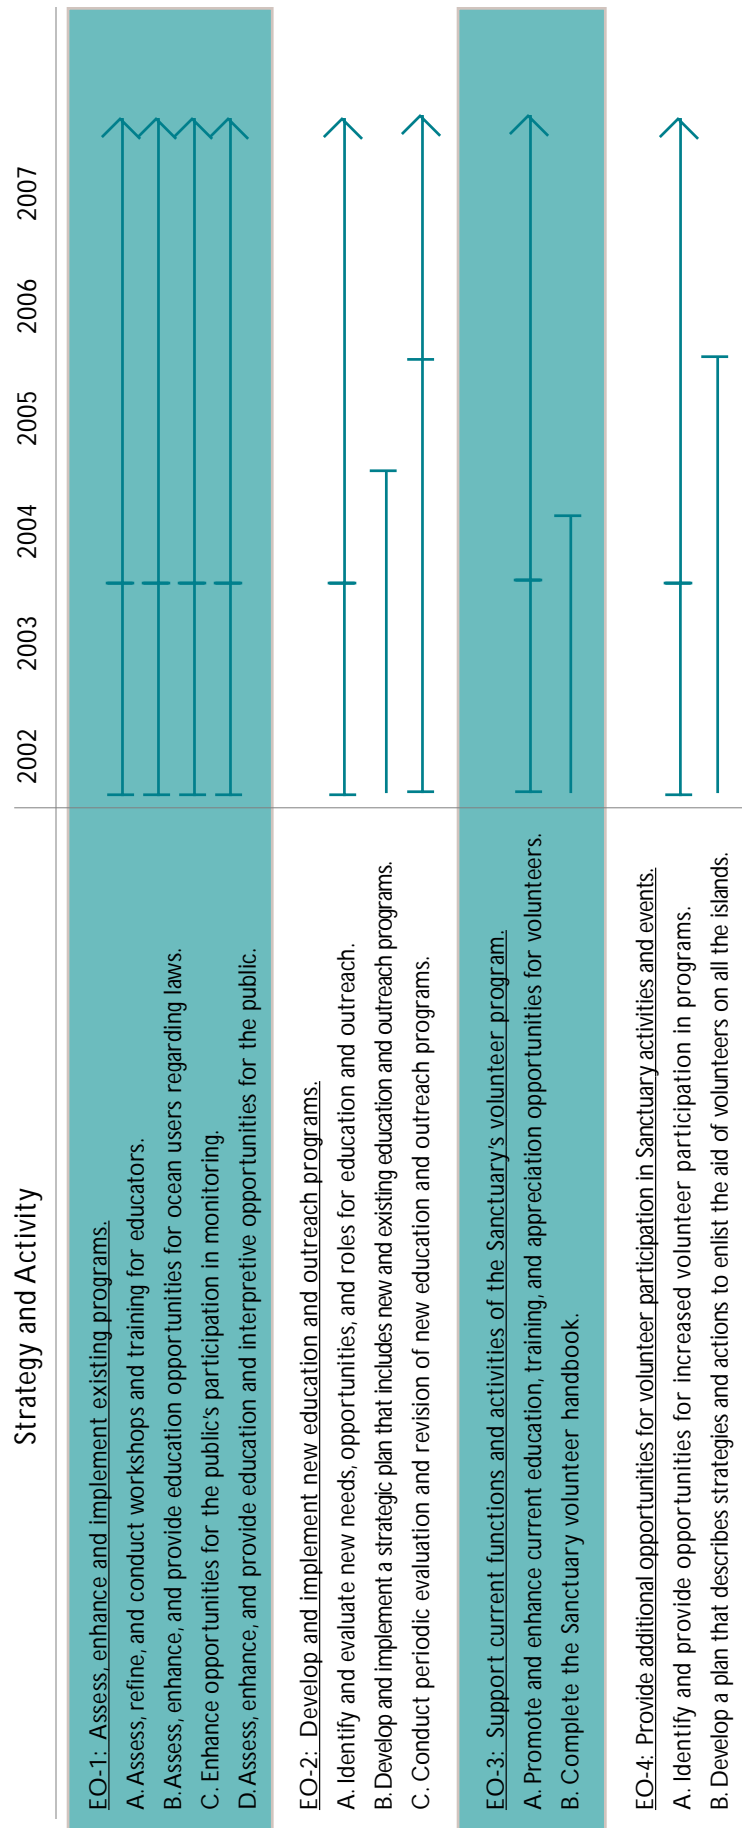 Strategy and Activity
2002 2003 2004 2005 2006 2007
EO-1: Assess, enhance and implement existing programs.
A. Assess, refine, and conduct workshops and training for educators.
B. Assess, enhance, and provide education opportunities for ocean users regarding laws.
C. Enhance opportunities for the public's participation in monitoring.
D. Assess, enhance, and provide education and interpretive opportunities for the public.
EO-2: Develop and implement new education and outreach programs.
A. Identify and evaluate new needs, opportunities, and roles for education and outreach.
B. Develop and implement a strategic plan that includes new and existing education and outreach programs.
C. Conduct periodic evaluation and revision of new education and outreach programs.
EO-3: Support current functions and activities of the Sanctuary's volunteer program.
A. Promote and enhance current education, training, and appreciation opportunities for volunteers.
B. Complete the Sanctuary volunteer handbook.
EO-4: Provide additional opportunities for volunteer participation in Sanctuary activities and events.
A. Identify and provide opportunities for increased volunteer participation in programs.
B. Develop a plan that describes strategies and actions to enlist the aid of volunteers on all the islands.